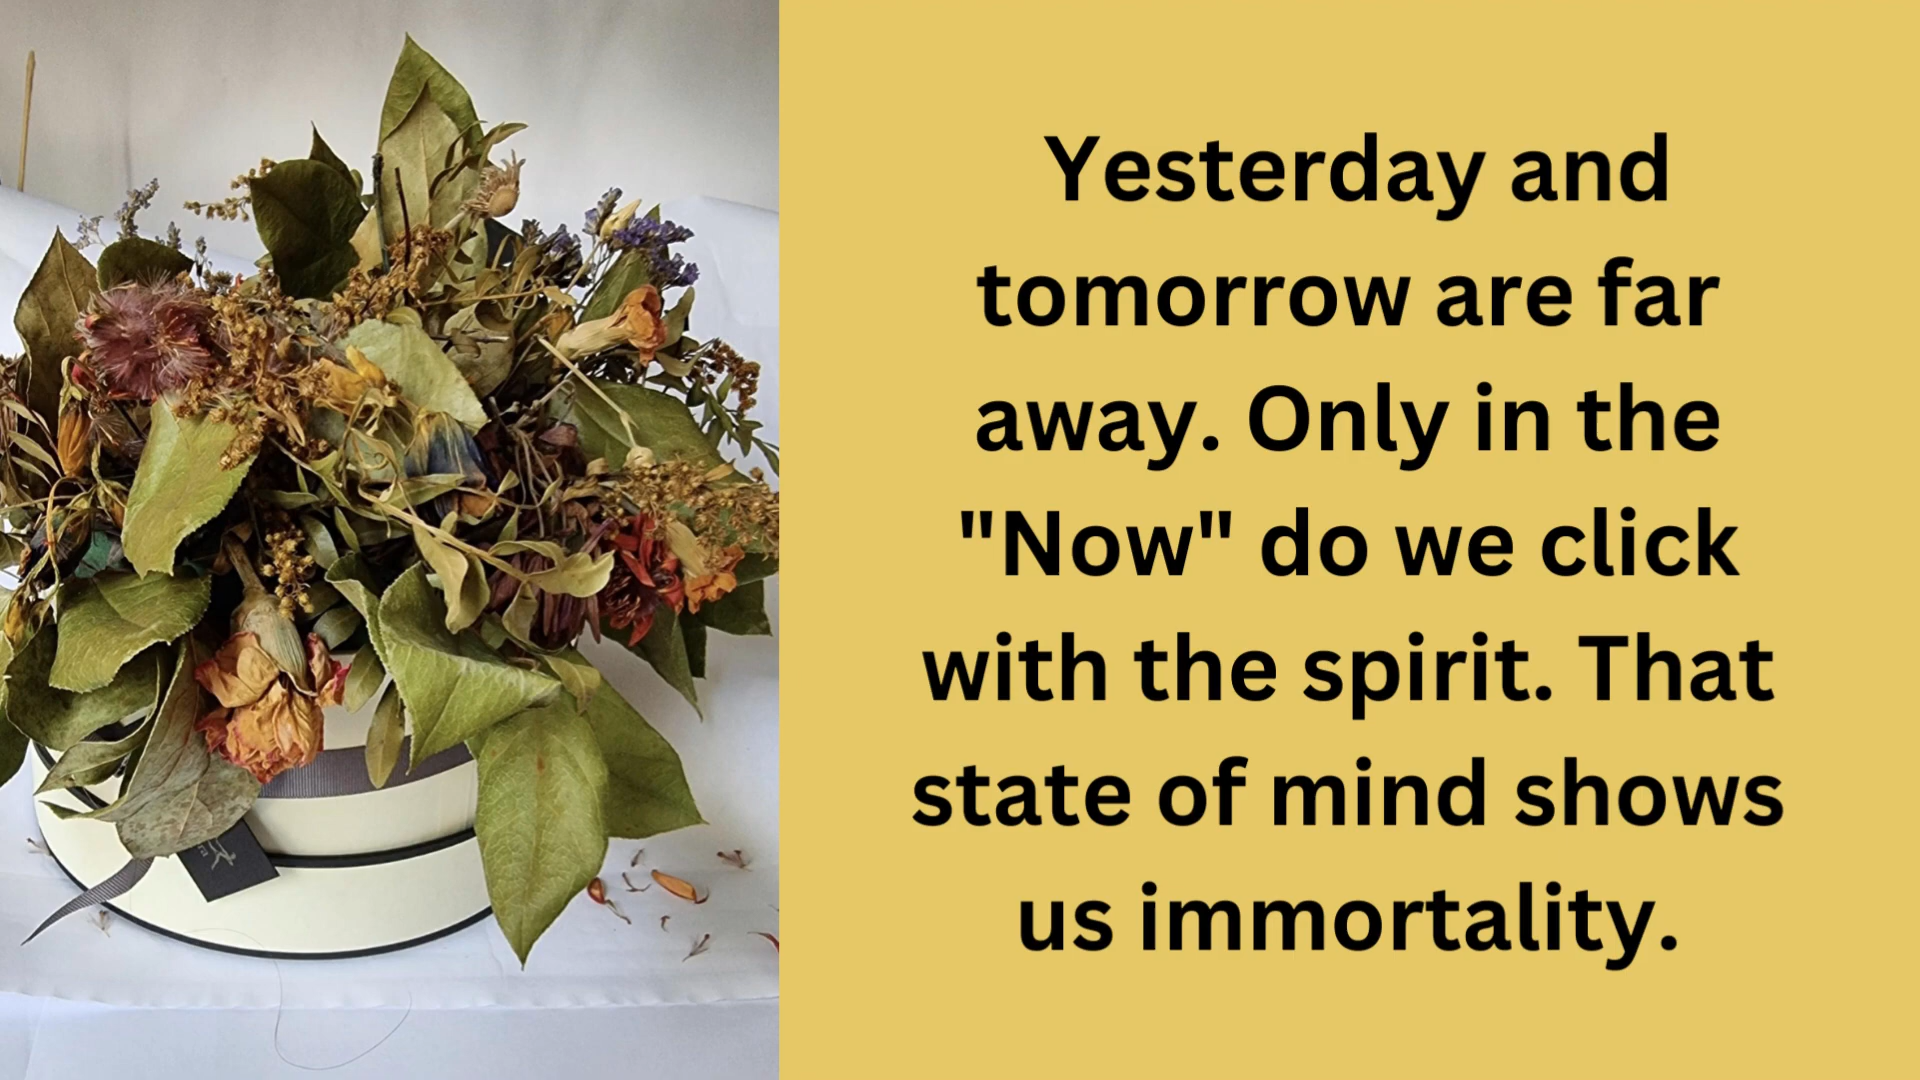 Yesterday and
tomorrow are far
away. Only in the
"Now" do we click
with the spirit. That
state of mind shows
us immortality.